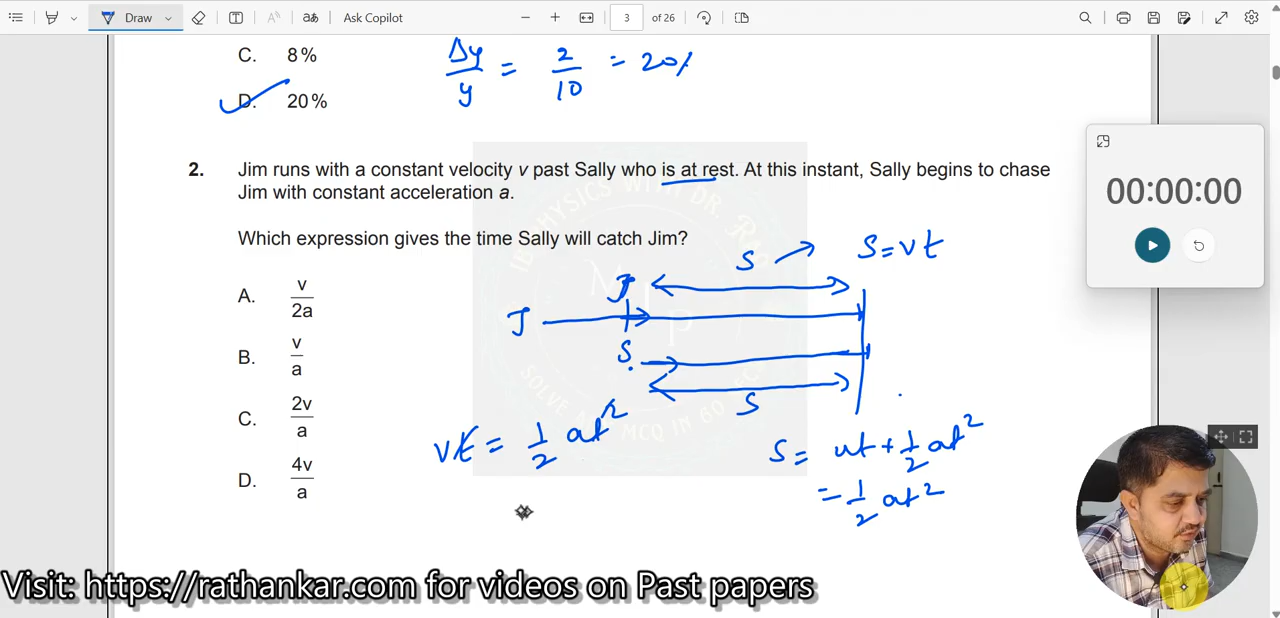 Draw
aあ
Ask Copilot
3 of 26
C. 8%
Δy/y = 2/10 = 20%
D. 20%
2. Jim runs with a constant velocity v past Sally who is at rest. At this instant, Sally begins to chase
Jim with constant acceleration a.
00:00:00
Which expression gives the time Sally will catch Jim?
S
S = vt
A. v/2a
J
J
B. v/a
S
S
C. 2v/a
vt = 1/2 at²
S = ut + 1/2 at²
D. 4v/a
= 1/2 at²
Visit: https://rathankar.com for videos on Past papers